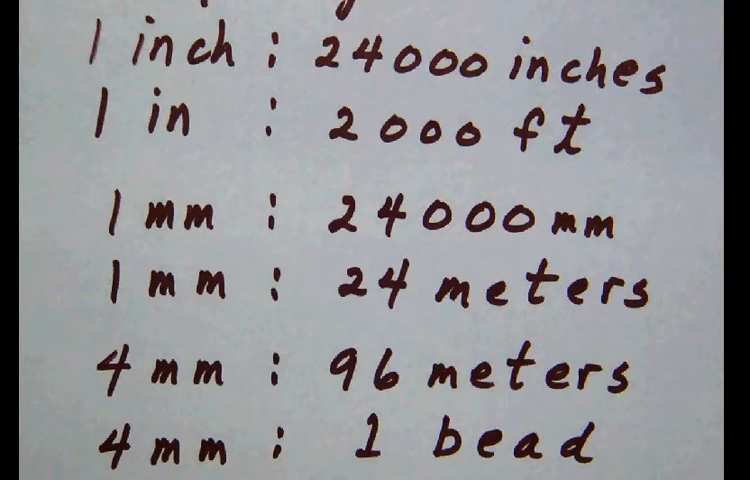 1 inch : 24000 inches
1 in : 2000 ft
1 mm : 24000 mm
1 mm : 24 meters
4 mm : 96 meters
4 mm : 1 bead